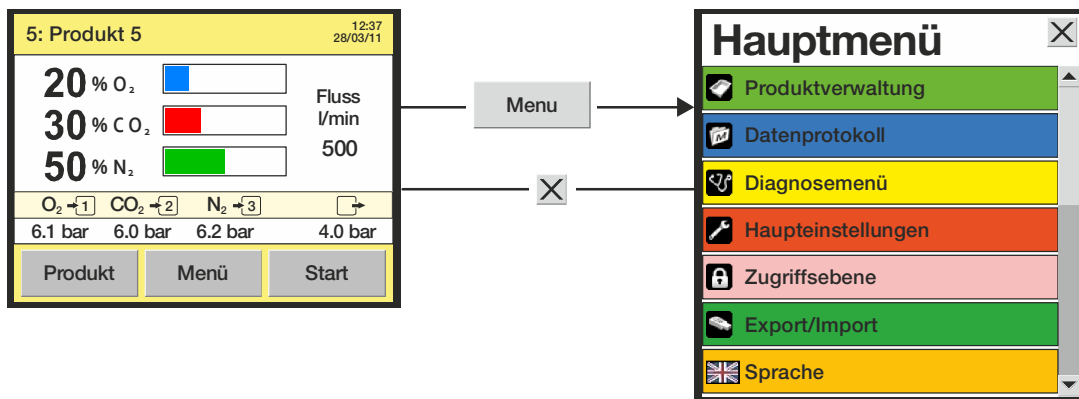 5: Produkt 5
12:37
28/03/11
20 % O₂
30 % CO₂
50 % N₂
Fluss
l/min
500
O₂ 1 CO₂ 2 N₂ 3
6.1 bar 6.0 bar 6.2 bar 4.0 bar
Produkt Menü Start
Menu
X
Hauptmenü X
Produktverwaltung
M Datenprotokoll
Diagnosemenü
Haupteinstellungen
Zugriffsebene
Export/Import
Sprache